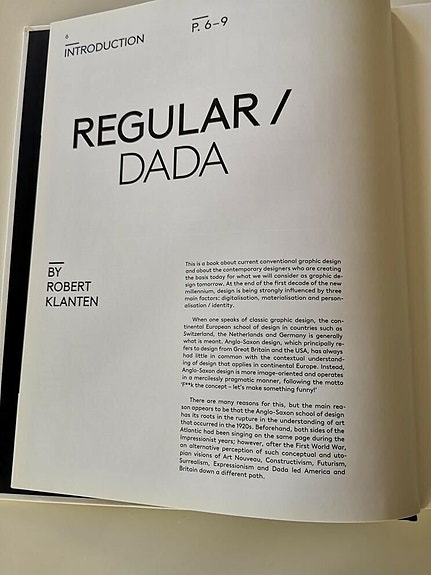 6
INTRODUCTION
P. 6–9
REGULAR /
DADA
BY
ROBERT
KLANTEN
This is a book about current conventional graphic design
and about the contemporary designers who are creating
the basis today for what we will consider as graphic de-
sign tomorrow. At the end of the first decade of the new
millennium, design is being strongly influenced by three
main factors: digitalisation, materialisation and person-
alisation / identity.
When one speaks of classic graphic design, the con-
tinental European school of design in countries such as
Switzerland, the Netherlands and Germany is generally
what is meant. Anglo-Saxon design, which principally re-
fers to design from Great Britain and the USA, has always
had little in common with the contextual understand-
ing of design that applies in continental Europe. Instead,
Anglo-Saxon design is more image-oriented and operates
in a mercilessly pragmatic manner, following the motto
'F**k the concept – let's make something funny!'
There are many reasons for this, but the main rea-
son appears to be that the Anglo-Saxon school of design
has its roots in the rupture in the understanding of art
that occurred in the 1920s. Beforehand, both sides of the
Atlantic had been singing on the same page during the
Impressionist years; however, after the First World War,
an alternative perception of such conceptual and uto-
pian visions of Art Nouveau, Constructivism, Futurism,
Surrealism, Expressionism and Dada led America and
Britain down a different path.